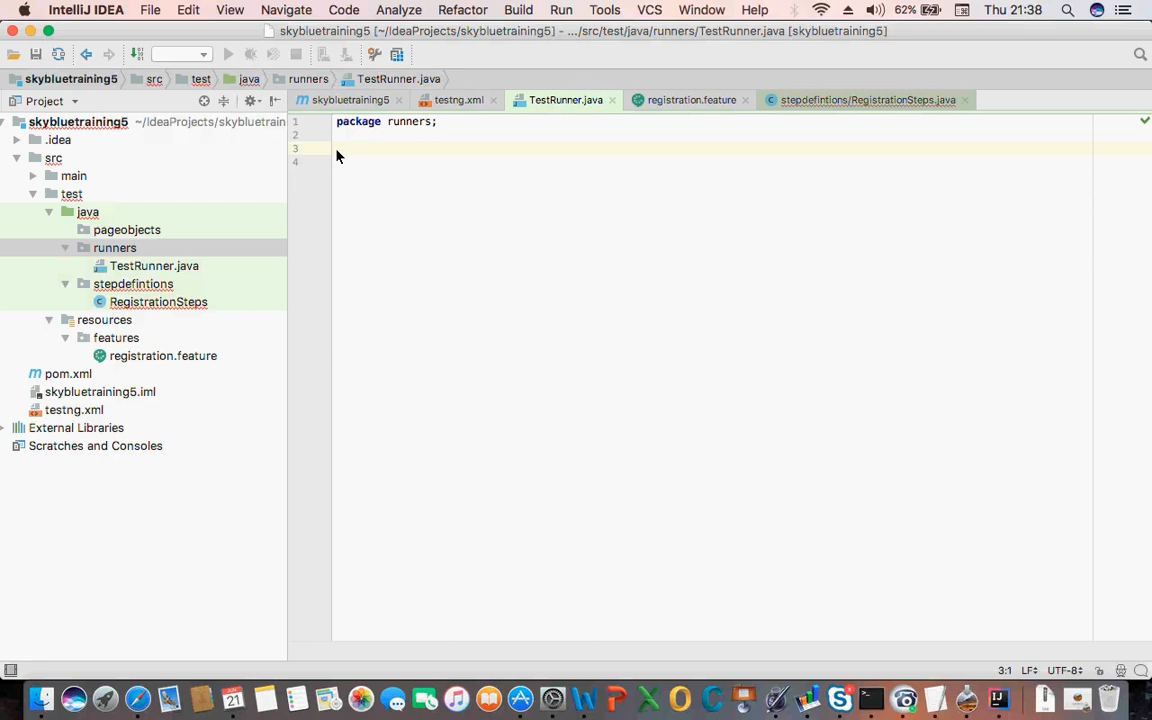 IntelliJ IDEA File Edit View Navigate Code Analyze Refactor Build Run Tools VCS Window Help 62% Thu 21:38
skybluetraining5 [~/IdeaProjects/skybluetraining5] - .../src/test/java/runners/TestRunner.java [skybluetraining5]
skybluetraining5 src test java runners TestRunner.java
Project skybluetraining5 testng.xml TestRunner.java registration.feature stepdefintions/RegistrationSteps.java
skybluetraining5 ~/IdeaProjects/skybluetrain
.idea
src
main
test
java
pageobjects
runners
TestRunner.java
stepdefintions
RegistrationSteps
resources
features
registration.feature
pom.xml
skybluetraining5.iml
testng.xml
External Libraries
Scratches and Consoles
1 package runners;
2
3
4
3:1 LF UTF-8